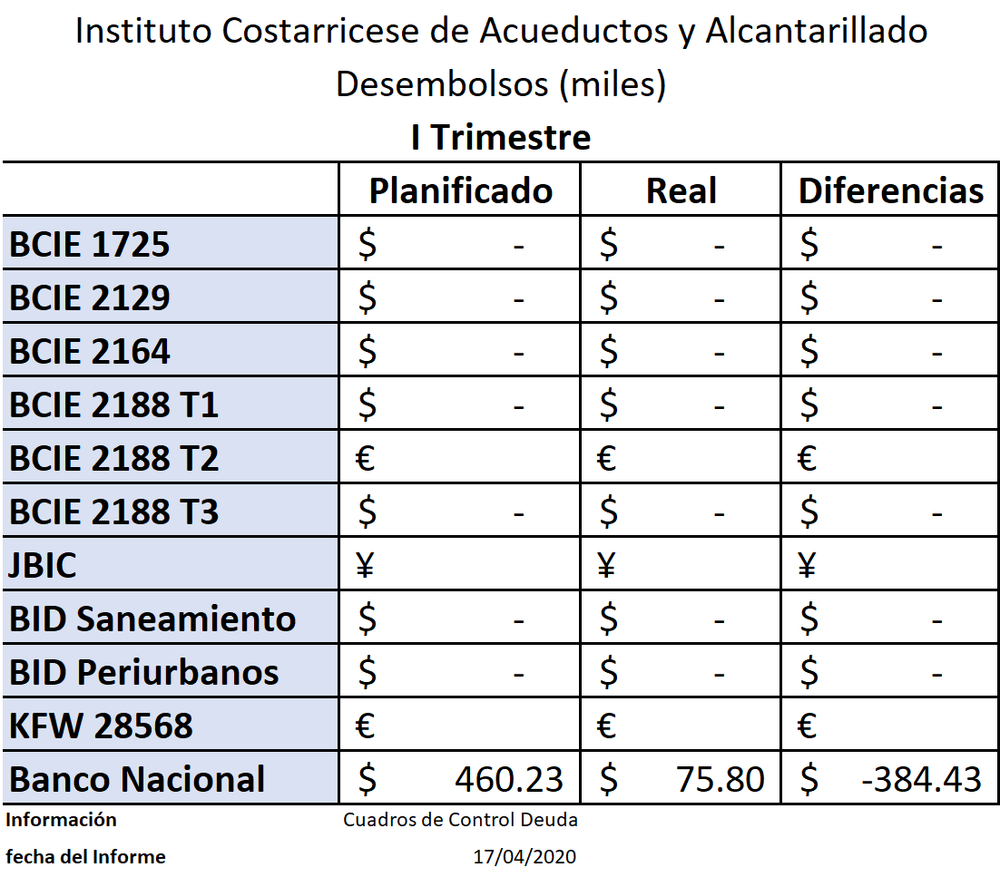 Instituto Costarricese de Acueductos y Alcantarillado
Desembolsos (miles)
I Trimestre
Planificado Real Diferencias
BCIE 1725 $ - $ - $ -
BCIE 2129 $ - $ - $ -
BCIE 2164 $ - $ - $ -
BCIE 2188 T1 $ - $ - $ -
BCIE 2188 T2 € € €
BCIE 2188 T3 $ - $ - $ -
JBIC ¥ ¥ ¥
BID Saneamiento $ - $ - $ -
BID Periurbanos $ - $ - $ -
KFW 28568 € € €
Banco Nacional $ 460.23 $ 75.80 $ -384.43
Información Cuadros de Control Deuda
fecha del Informe 17/04/2020